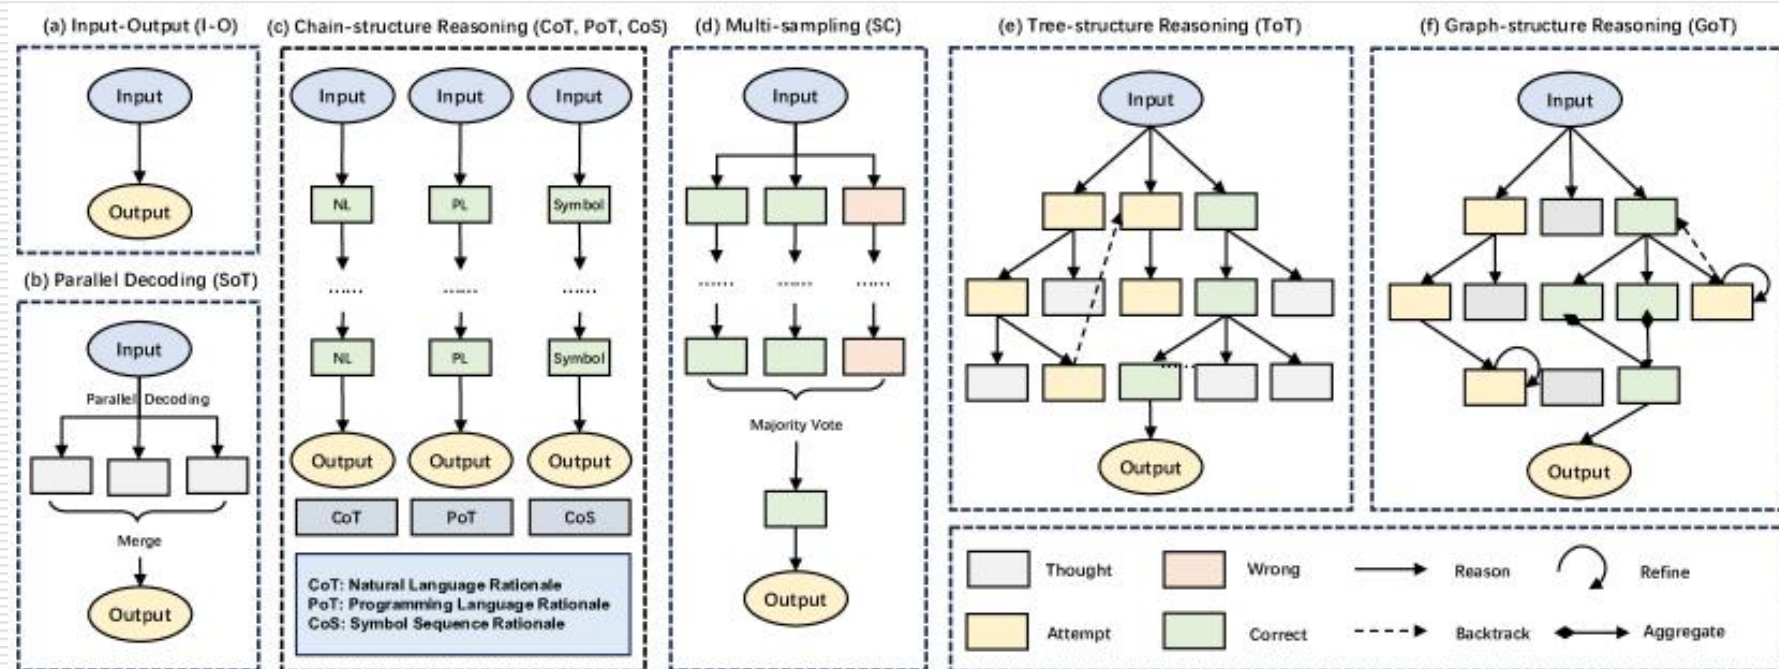 (a) Input-Output (I-O)
Input
Output
(b) Parallel Decoding (SoT)
Input
Parallel Decoding
Merge
Output
(c) Chain-structure Reasoning (CoT, PoT, CoS)
Input Input Input
NL PL Symbol
...... ...... ......
NL PL Symbol
Output Output Output
CoT PoT CoS
CoT: Natural Language Rationale
PoT: Programming Language Rationale
CoS: Symbol Sequence Rationale
(d) Multi-sampling (SC)
Input
...... ...... ......
Majority Vote
Output
(e) Tree-structure Reasoning (ToT)
Input
......
Output
(f) Graph-structure Reasoning (GoT)
Input
Output
Thought Wrong Reason Refine
Attempt Correct Backtrack Aggregate